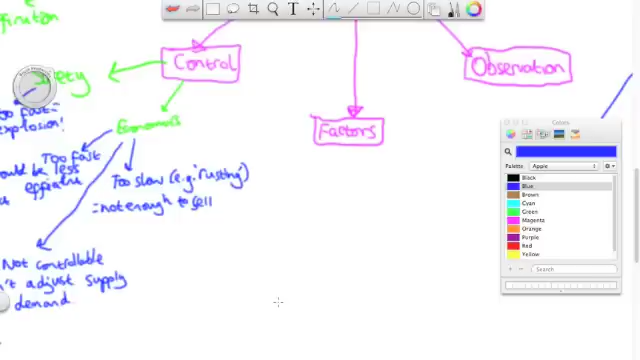 Control
Observation
Factors
Safety
too fast =
explosion!
Economics
Too fast
would be less
Too slow (e.g. rusting)
= not enough to sell
Not controllable
adjust supply
demand
Colors
Palette
Apple
Black
Blue
Brown
Cyan
Green
Magenta
Orange
Purple
Red
Yellow
Search